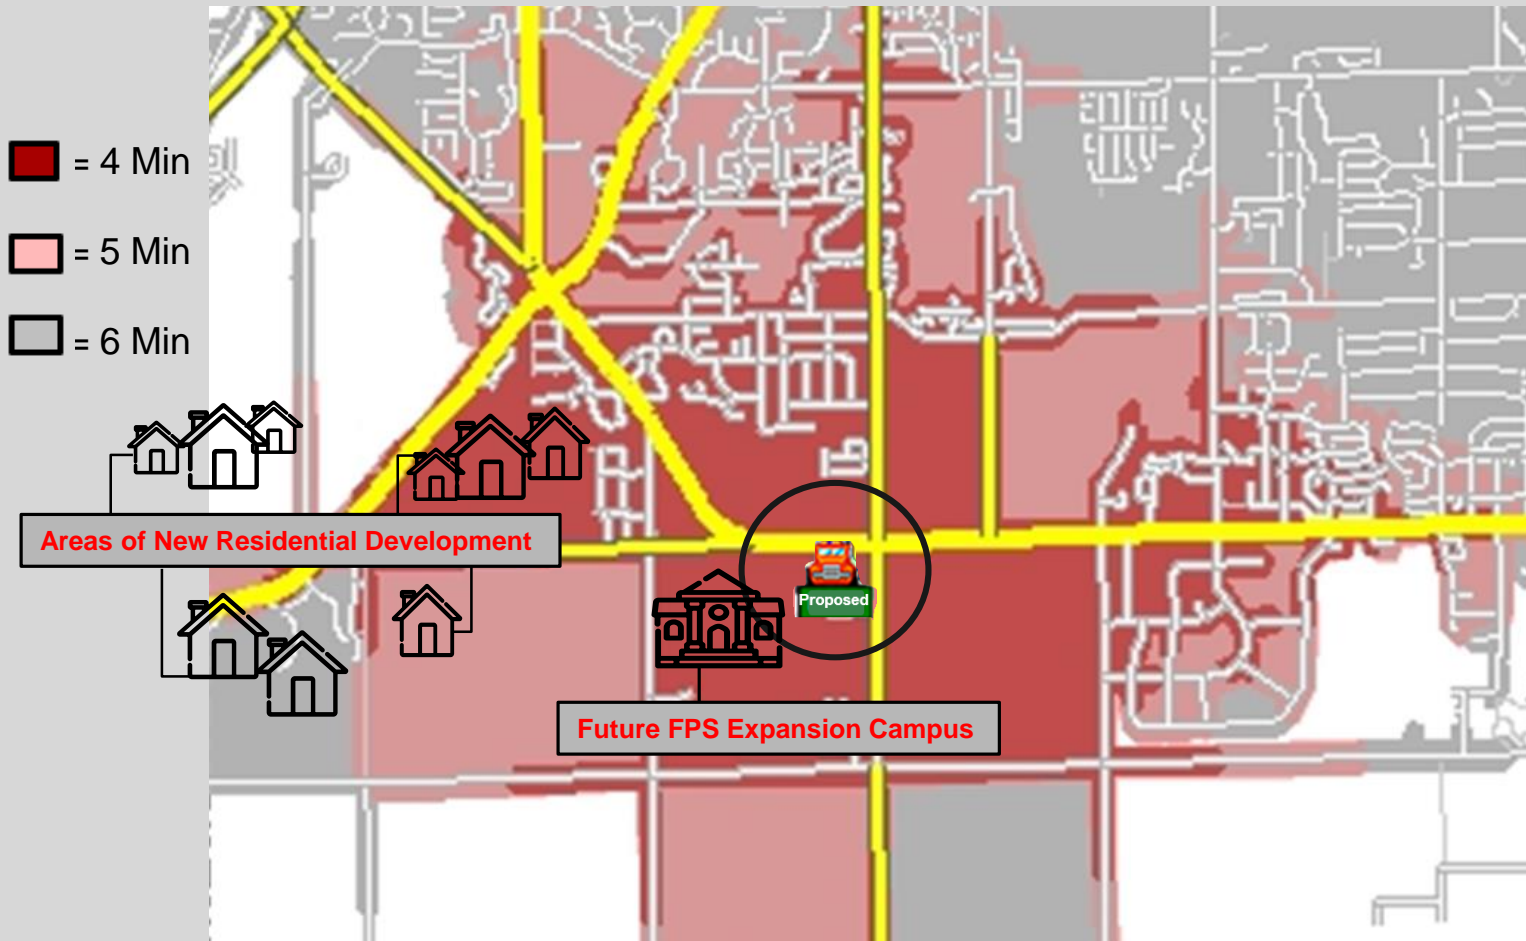 = 4 Min
= 5 Min
= 6 Min
Areas of New Residential Development
Proposed
Future FPS Expansion Campus